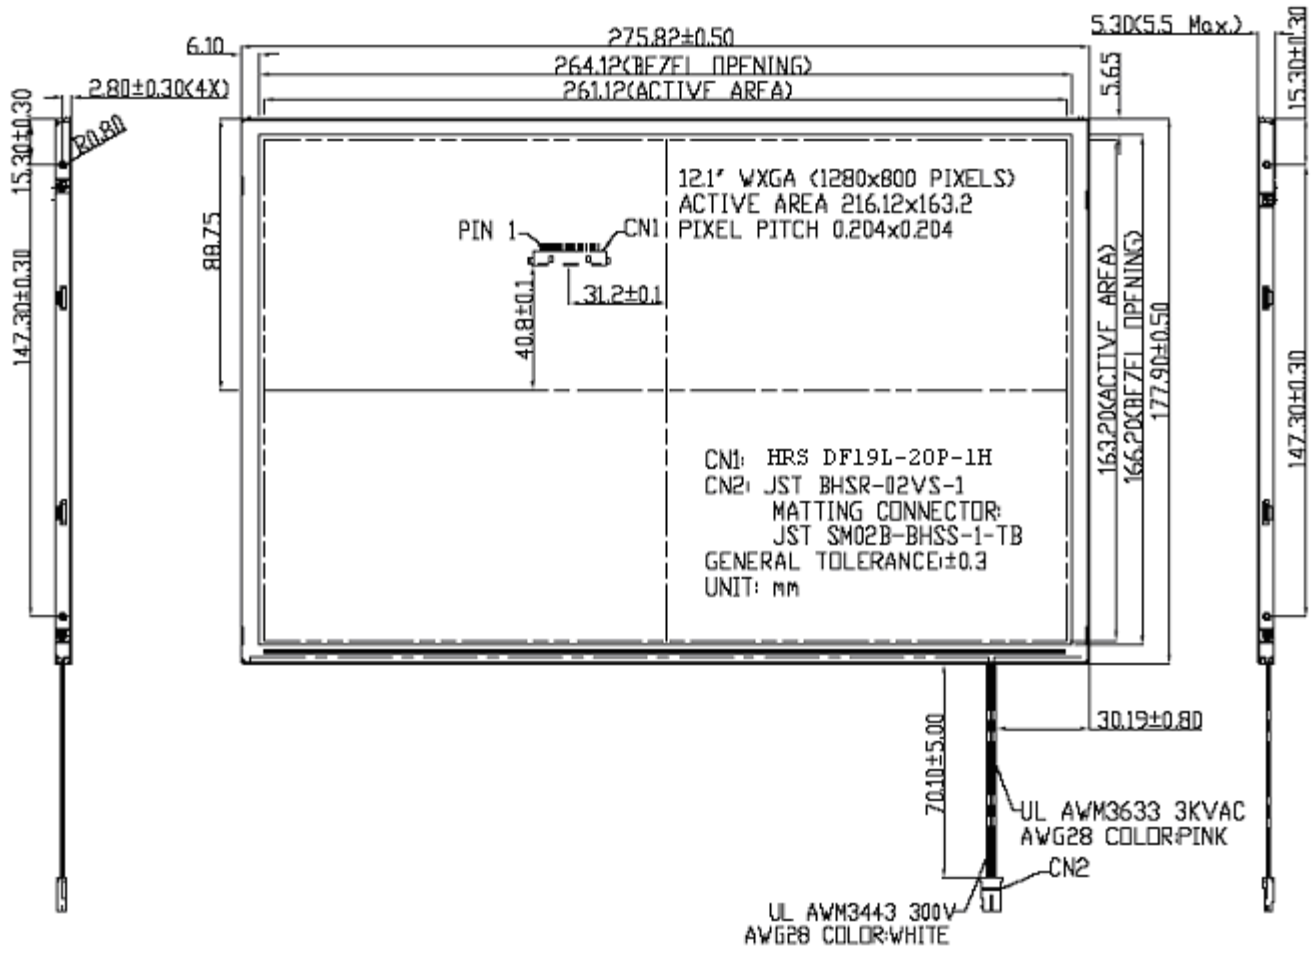 275.82±0.50
5.30(5.5 Max.)
6.10
264.12(BEZEL OPENING)
261.12(ACTIVE AREA)
2.80±0.30(4X)
5.65
15.30±0.30
15.30±0.30
R0.80
12.1" WXGA (1280x800 PIXELS)
ACTIVE AREA 216.12x163.2
PIXEL PITCH 0.204x0.204
PIN 1
CN1
88.75
31.2±0.1
40.8±0.1
147.30±0.30
163.20(ACTIVE AREA)
166.20(BEZEL OPENING)
177.90±0.50
147.30±0.30
CN1: HRS DF19L-20P-1H
CN2: JST BHSR-02VS-1
MATTING CONNECTOR:
JST SM02B-BHSS-1-TB
GENERAL TOLERANCE:±0.3
UNIT: mm
30.19±0.80
70.10±5.00
UL AWM3633 3KVAC
AWG28 COLOR:PINK
CN2
UL AWM3443 300V
AWG28 COLOR:WHITE